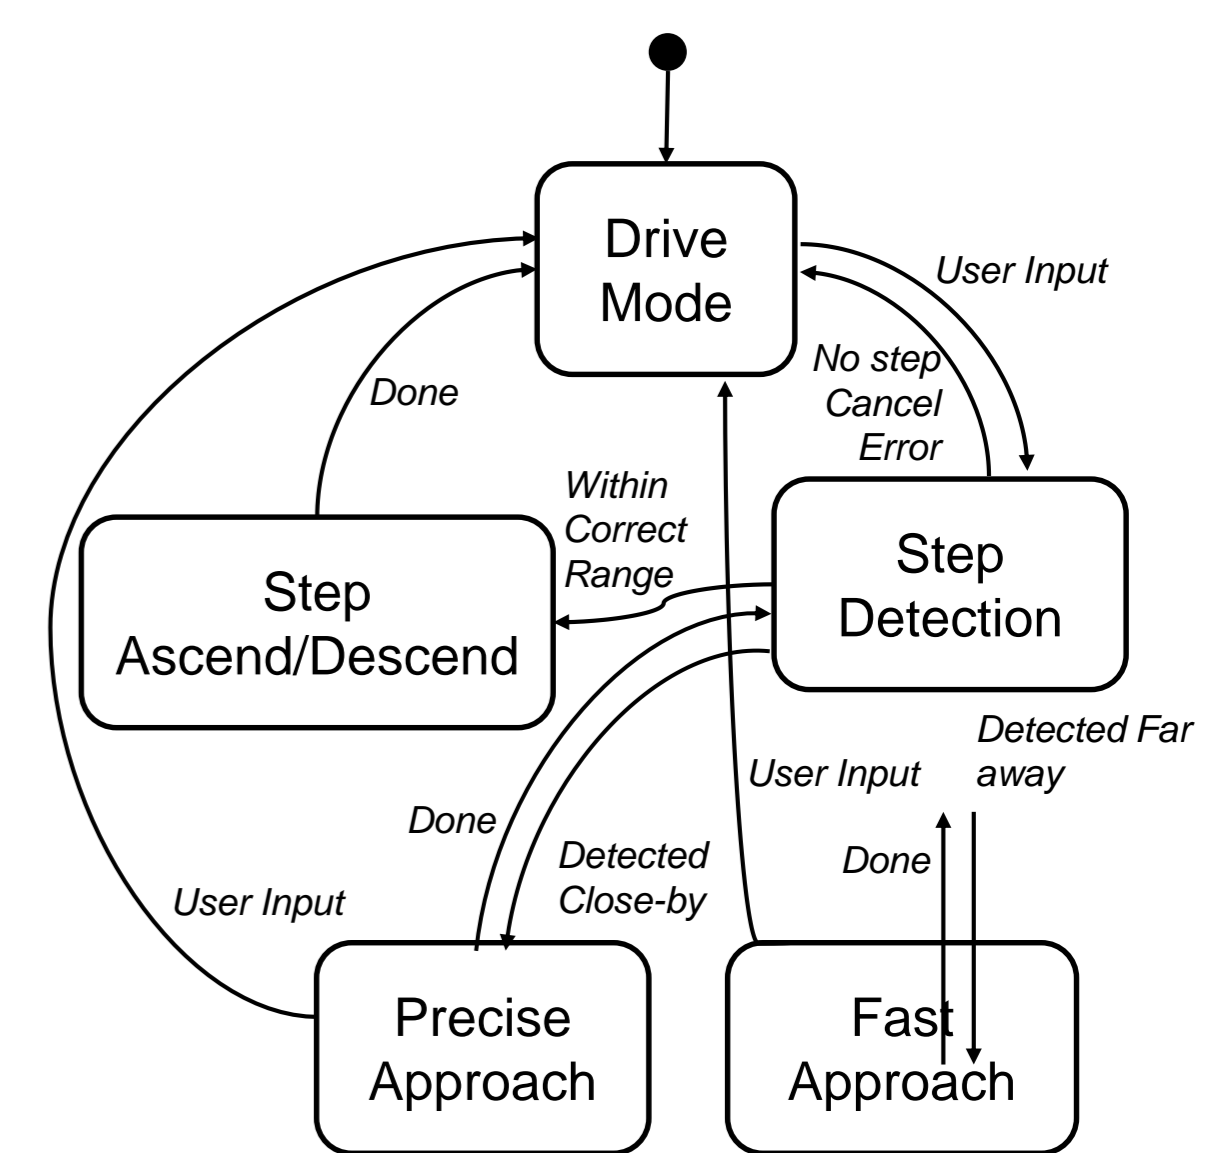 Drive
Mode
User Input
No step
Cancel
Error
Done
Within
Correct
Range
Step
Ascend/Descend
Step
Detection
Detected Far
away
User Input
Done
Done
Detected
Close-by
User Input
Precise
Approach
Fast
Approach